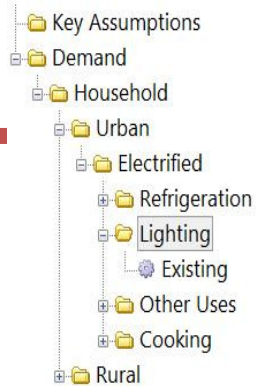 Key Assumptions
Demand
Household
Urban
Electrified
Refrigeration
Lighting
Existing
Other Uses
Cooking
Rural